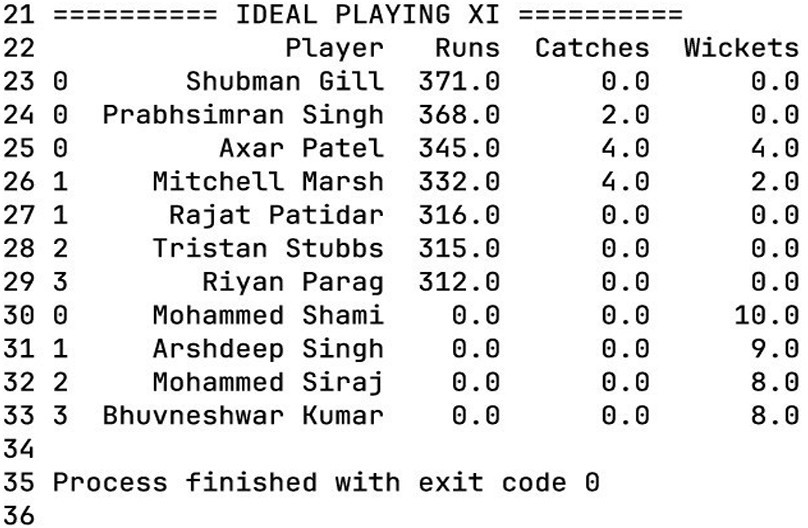 21 ========== IDEAL PLAYING XI ==========
22 Player Runs Catches Wickets
23 0 Shubman Gill 371.0 0.0 0.0
24 0 Prabhsimran Singh 368.0 2.0 0.0
25 0 Axar Patel 345.0 4.0 4.0
26 1 Mitchell Marsh 332.0 4.0 2.0
27 1 Rajat Patidar 316.0 0.0 0.0
28 2 Tristan Stubbs 315.0 0.0 0.0
29 3 Riyan Parag 312.0 0.0 0.0
30 0 Mohammed Shami 0.0 0.0 10.0
31 1 Arshdeep Singh 0.0 0.0 9.0
32 2 Mohammed Siraj 0.0 0.0 8.0
33 3 Bhuvneshwar Kumar 0.0 0.0 8.0
34
35 Process finished with exit code 0
36